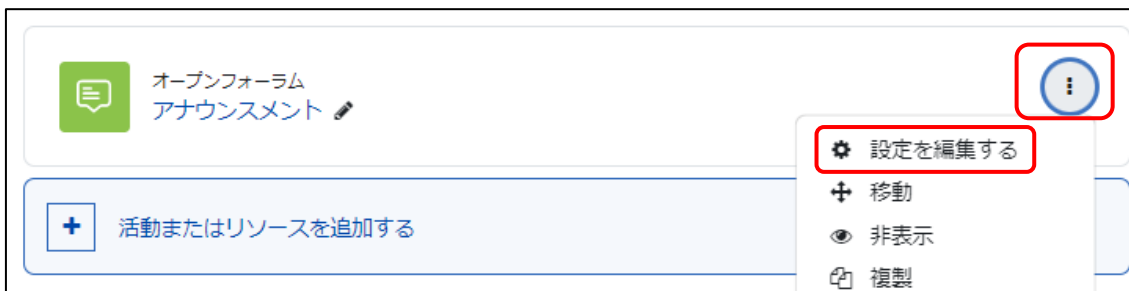 オープンフォーラム
アナウンスメント
設定を編集する
移動
活動またはリソースを追加する
非表示
複製